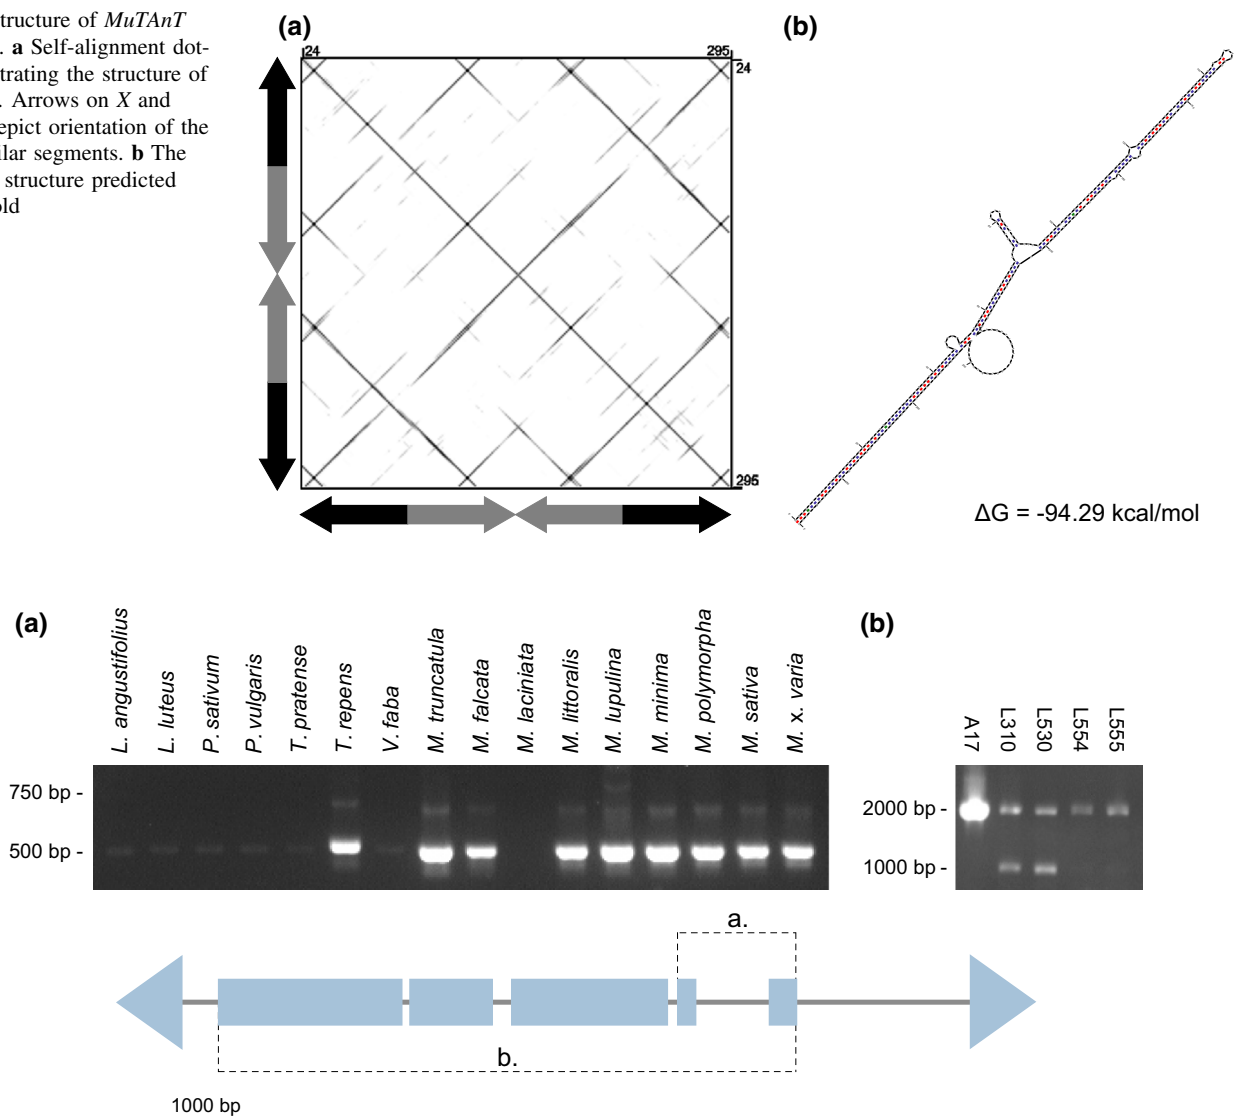 structure of MuTAnT
. a Self-alignment dot-
trating the structure of
. Arrows on X and
epict orientation of the
ilar segments. b The
structure predicted
old
(a)
24
295
24
295
(b)
ΔG = -94.29 kcal/mol
(a)
L. angustifolius
L. luteus
P. sativum
P. vulgaris
T. pratense
T. repens
V. faba
M. truncatula
M. falcata
M. laciniata
M. littoralis
M. lupulina
M. minima
M. polymorpha
M. sativa
M. x. varia
750 bp -
500 bp -
(b)
A17
L310
L530
L554
L555
2000 bp -
1000 bp -
a.
b.
1000 bp